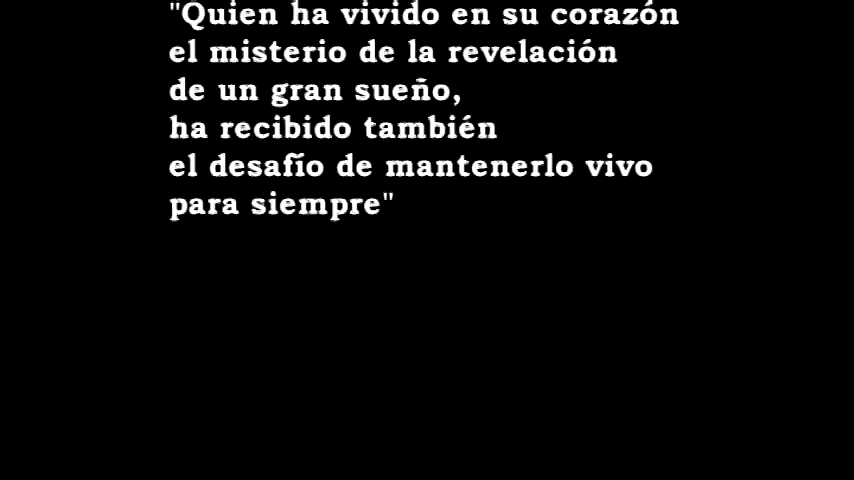 "Quien ha vivido en su corazón
el misterio de la revelación
de un gran sueño,
ha recibido también
el desafío de mantenerlo vivo
para siempre"